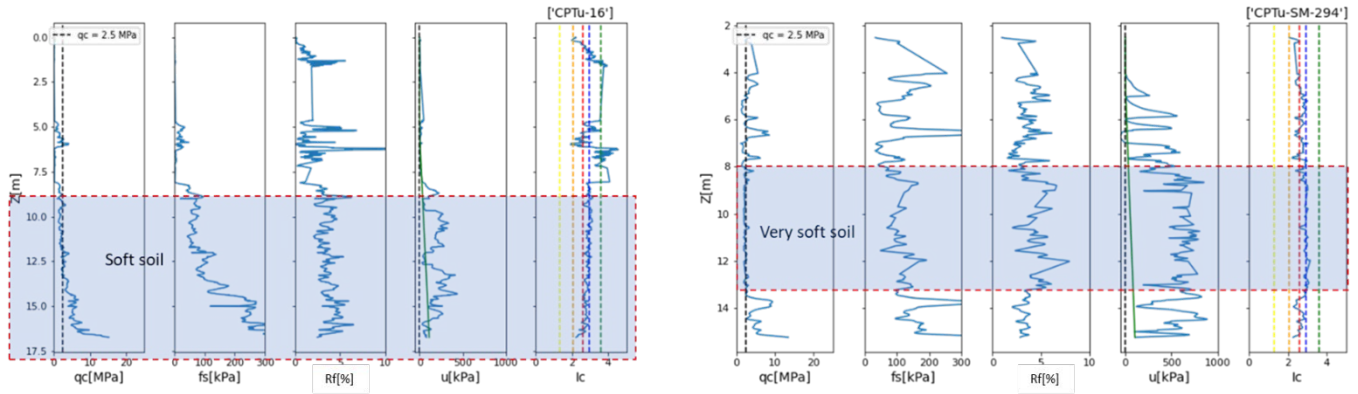 ['CPTu-16']
qc = 2.5 MPa
0.0
2.5
5.0
7.5
10.0
12.5
15.0
17.5
Z[m]
Soft soil
0 10 20
qc[MPa]
0 100 200 300
fs[kPa]
0 5 10
Rf[%]
0 500 1000
u[kPa]
0 2 4
Ic
['CPTu-SM-294']
qc = 2.5 MPa
2
4
6
8
10
12
14
Z[m]
Very soft soil
0 10 20
qc[MPa]
0 100 200 300
fs[kPa]
0 5 10
Rf[%]
0 500 1000
u[kPa]
0 2 4
Ic